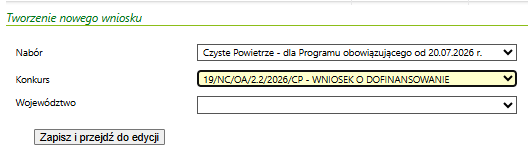 Tworzenie nowego wniosku
Nabór Czyste Powietrze - dla Programu obowiązującego od 20.07.2026 r.
Konkurs 19/NC/OA/2.2/2026/CP - WNIOSEK O DOFINANSOWANIE
Województwo
Zapisz i przejdź do edycji